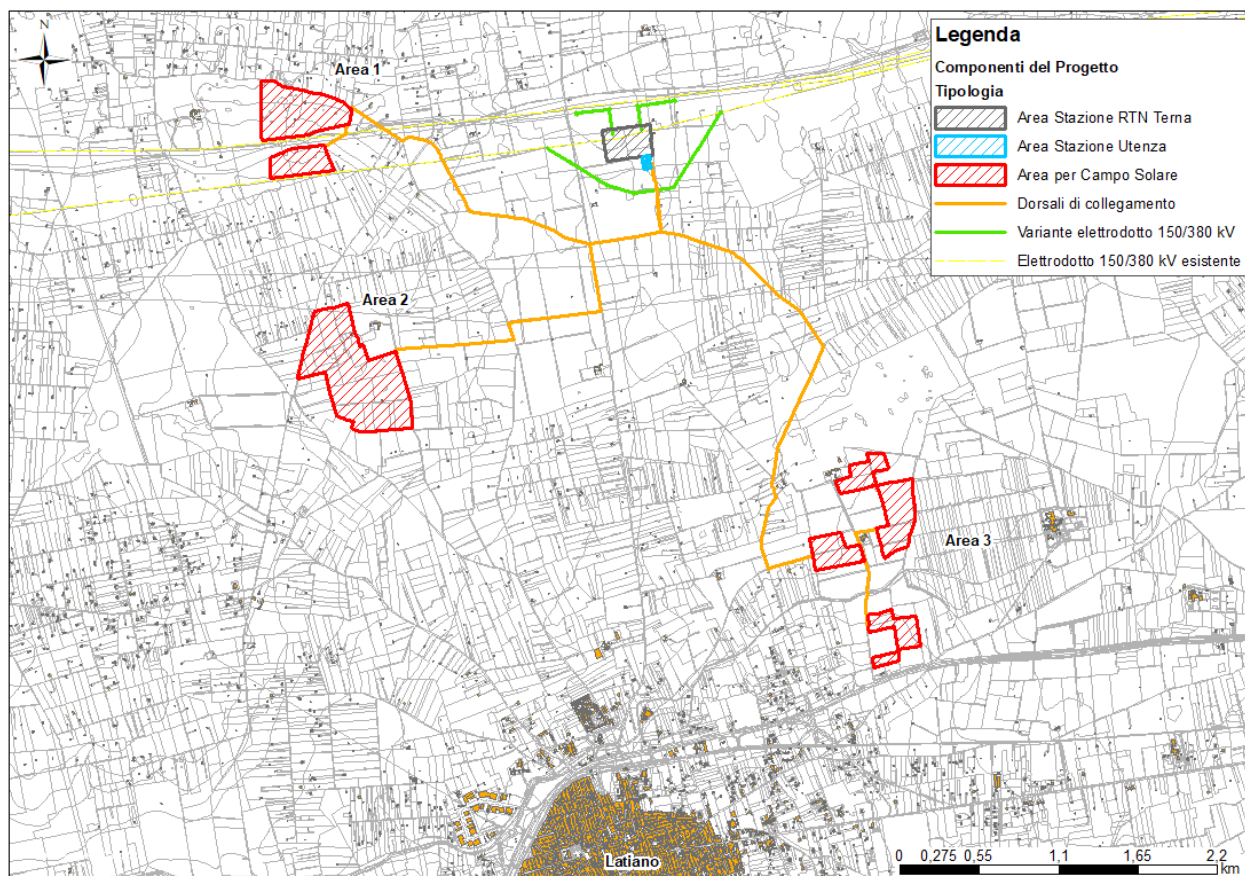 N
Area 1
Legenda
Componenti del Progetto
Tipologia
Area Stazione RTN Terna
Area Stazione Utenza
Area per Campo Solare
Dorsali di collegamento
Variante elettrodotto 150/380 kV
Elettrodotto 150/380 kV esistente
Area 2
Area 3
Latiano
0 0,275 0,55 1,1 1,65 2,2
km